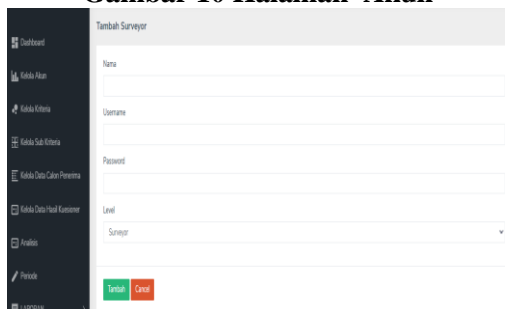 Gambar 10 Halaman Akun
Tambah Surveyor
Dashboard
Kelola Akun
Kelola Kriteria
Kelola Sub Kriteria
Kelola Data Calon Penerima
Kelola Data Hasil Kuesioner
Analisis
Periode
LAPORAN
Nama
Username
Password
Level
Surveyor
Tambah Cancel